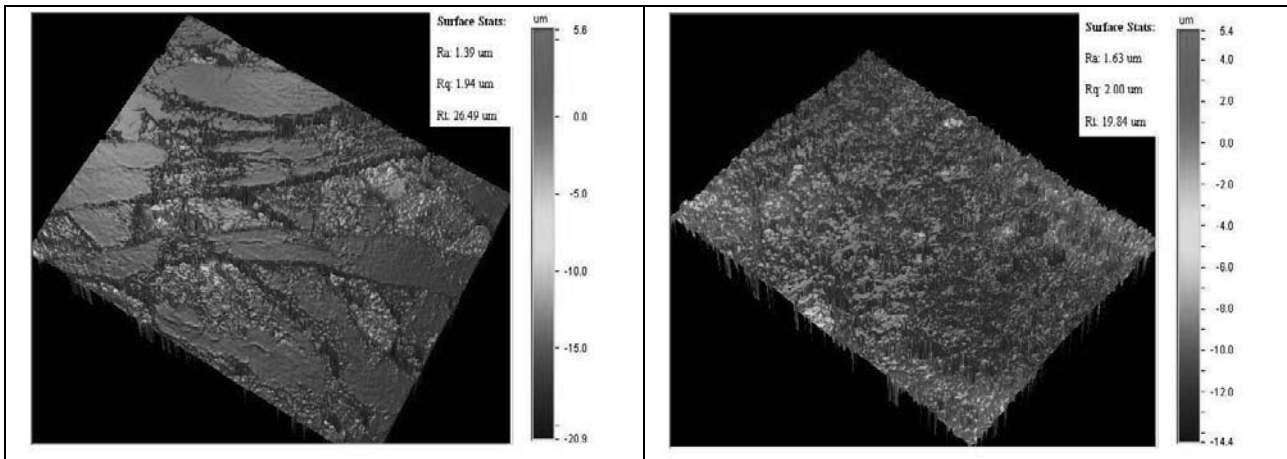 Surface Stats:
Ra: 1.39 um
Rq: 1.94 um
Rt: 26.49 um
um
5.6
0.0
-5.0
-10.0
-15.0
-20.9
Surface Stats:
Ra: 1.63 um
Rq: 2.00 um
Rt: 19.84 um
um
5.4
4.0
2.0
0.0
-2.0
-4.0
-6.0
-8.0
-10.0
-12.0
-14.4